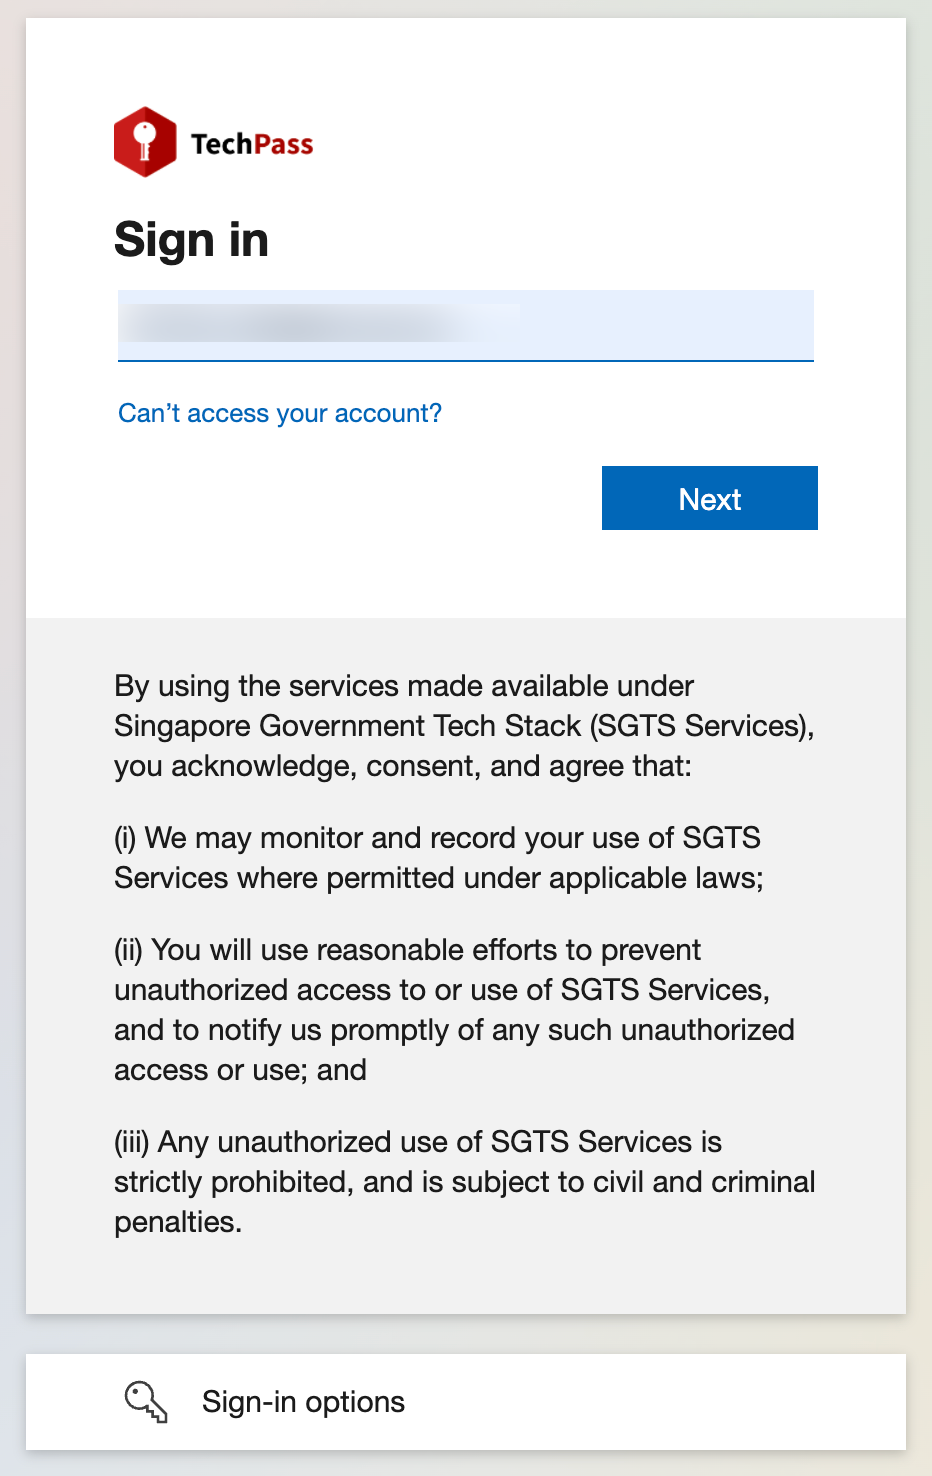 TechPass
Sign in
Can’t access your account?
Next
By using the services made available under
Singapore Government Tech Stack (SGTS Services),
you acknowledge, consent, and agree that:
(i) We may monitor and record your use of SGTS
Services where permitted under applicable laws;
(ii) You will use reasonable efforts to prevent
unauthorized access to or use of SGTS Services,
and to notify us promptly of any such unauthorized
access or use; and
(iii) Any unauthorized use of SGTS Services is
strictly prohibited, and is subject to civil and criminal
penalties.
Sign-in options